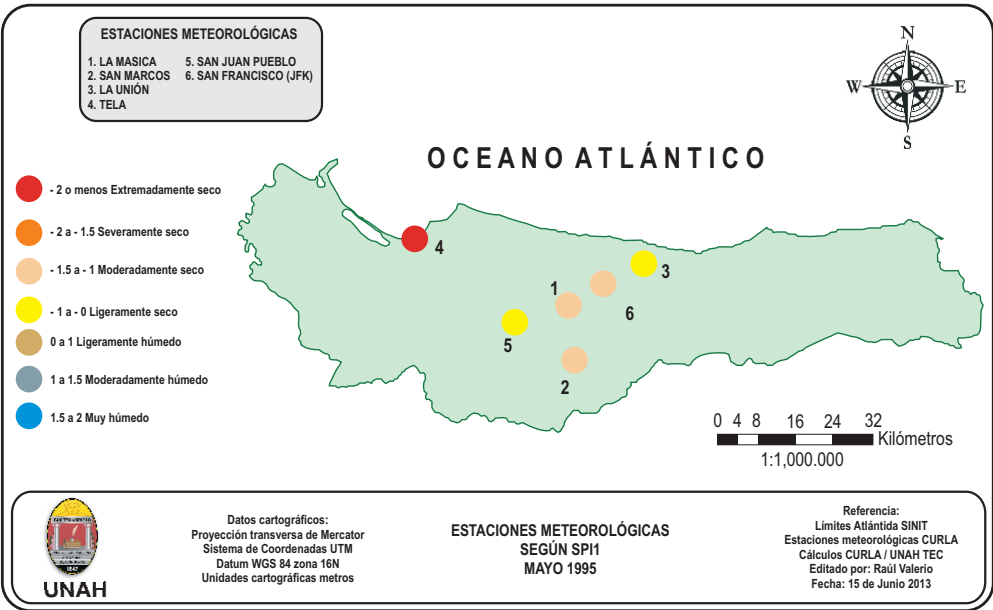 ESTACIONES METEOROLÓGICAS
1. LA MASICA
2. SAN MARCOS
3. LA UNIÓN
4. TELA
5. SAN JUAN PUEBLO
6. SAN FRANCISCO (JFK)
N
W
E
S
OCEANO ATLÁNTICO
- 2 o menos Extremadamente seco
- 2 a - 1.5 Severamente seco
- 1.5 a - 1 Moderadamente seco
- 1 a - 0 Ligeramente seco
0 a 1 Ligeramente húmedo
1 a 1.5 Moderadamente húmedo
1.5 a 2 Muy húmedo
4
3
1
6
5
2
0 4 8 16 24 32
Kilómetros
1:1,000.000
1847
UNAH
Datos cartográficos:
Proyección transversa de Mercator
Sistema de Coordenadas UTM
Datum WGS 84 zona 16N
Unidades cartográficas metros
ESTACIONES METEOROLÓGICAS
SEGÚN SPI1
MAYO 1995
Referencia:
Límites Atlántida SINIT
Estaciones meteorológicas CURLA
Cálculos CURLA / UNAH TEC
Editado por: Raúl Valerio
Fecha: 15 de Junio 2013